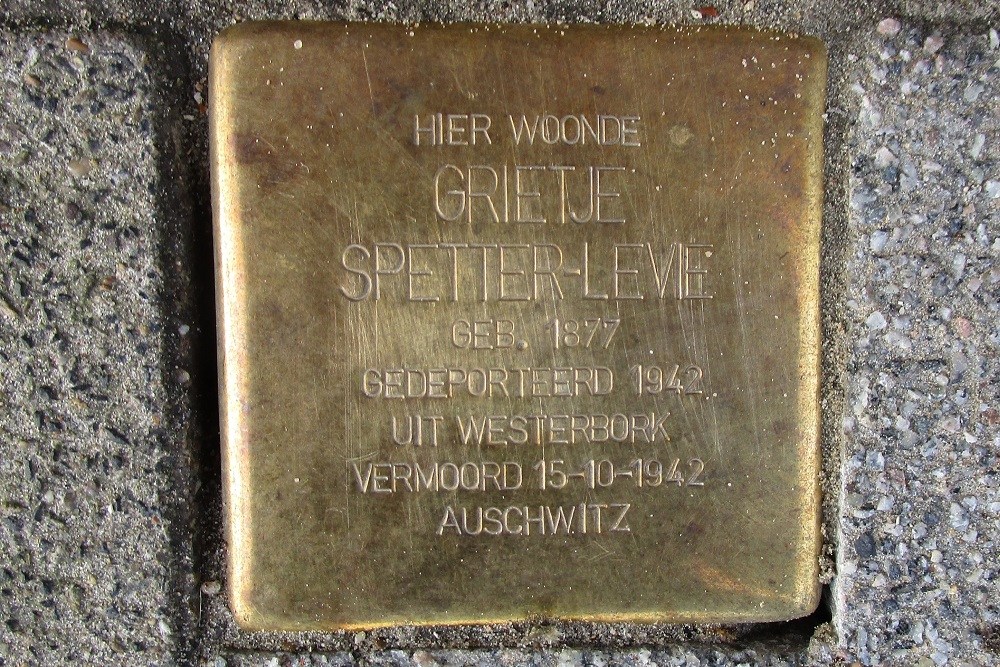 HIER WOONDE
GRIETJE
SPETTER-LEVIE
GEB. 1877
GEDEPORTEERD 1942
UIT WESTERBORK
VERMOORD 15-10-1942
AUSCHWITZ